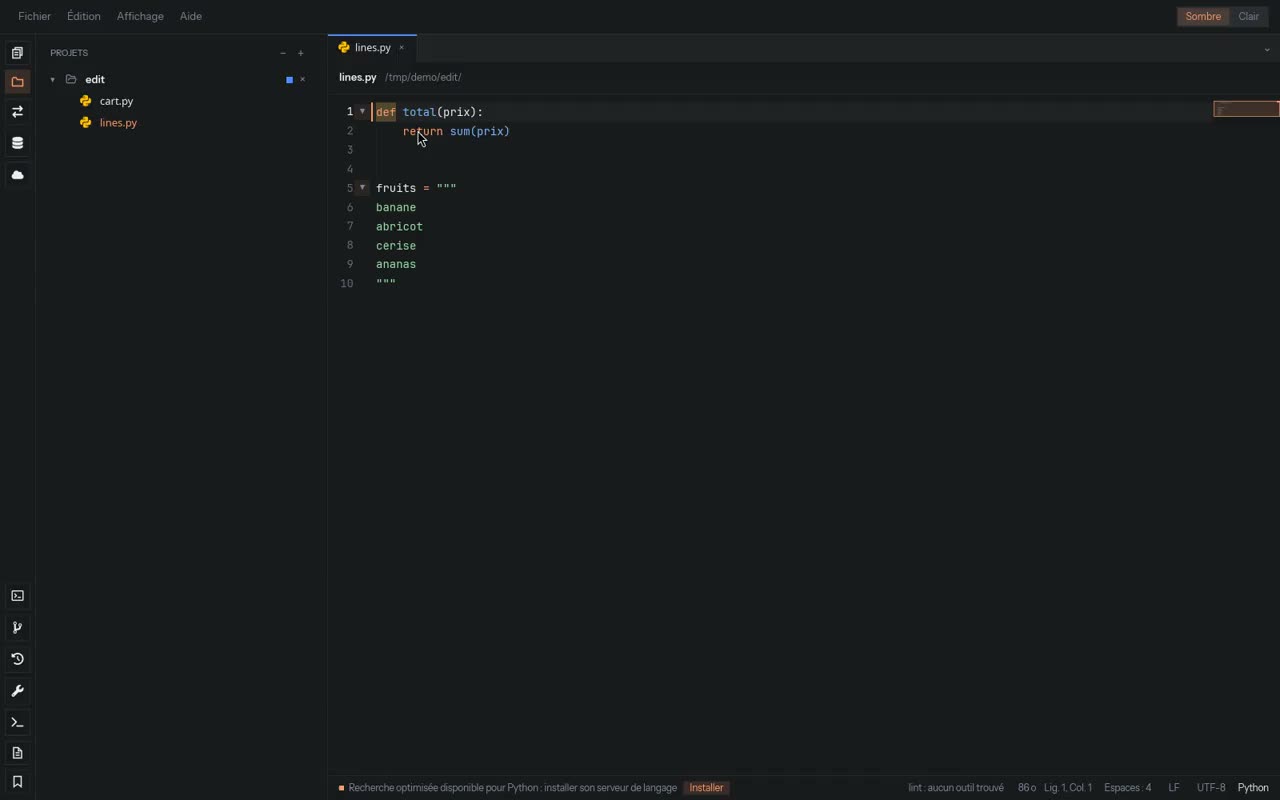 Fichier Édition Affichage Aide Sombre Clair
PROJETS − +
edit ×
cart.py
lines.py
lines.py ×
lines.py /tmp/demo/edit/
1 def total(prix):
2 return sum(prix)
3
4
5 fruits = """
6 banane
7 abricot
8 cerise
9 ananas
10 """
Recherche optimisée disponible pour Python : installer son serveur de langage Installer lint : aucun outil trouvé 86 o Lig. 1, Col. 1 Espaces : 4 LF UTF-8 Python